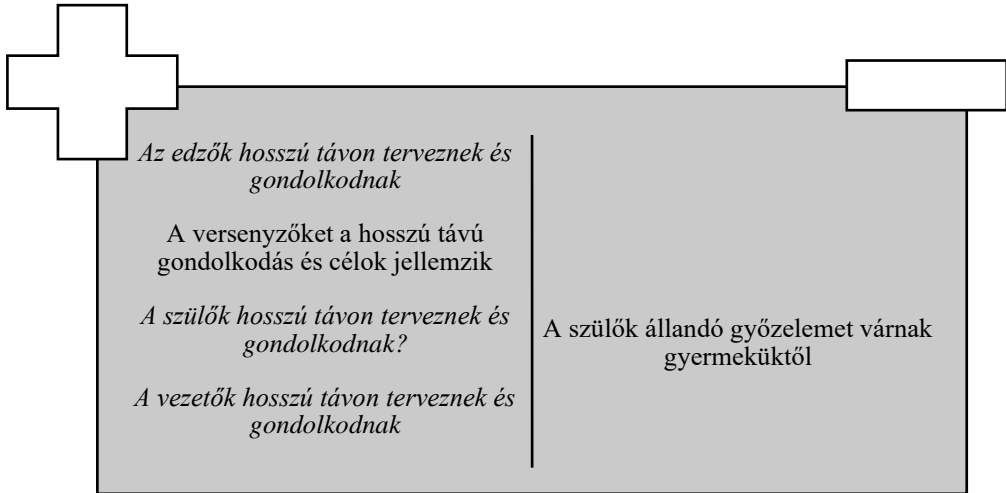 Az edzők hosszú távon terveznek és
gondolkodnak
A versenyzőket a hosszú távú
gondolkodás és célok jellemzik
A szülők hosszú távon terveznek és
gondolkodnak?
A vezetők hosszú távon terveznek és
gondolkodnak
A szülők állandó győzelemet várnak
gyermeküktől